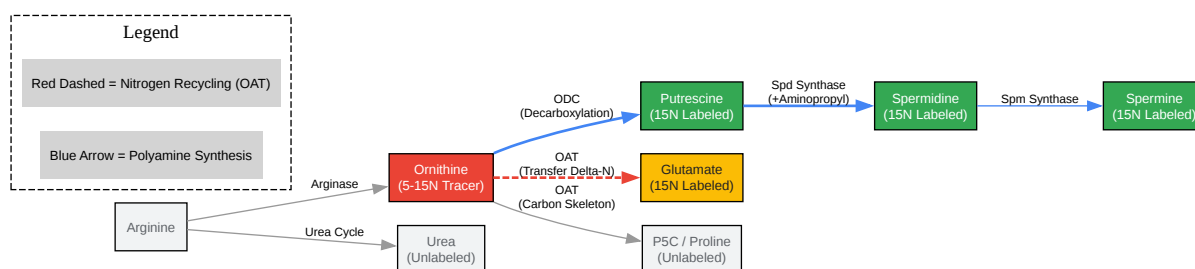 Legend
Red Dashed = Nitrogen Recycling (OAT)
Blue Arrow = Polyamine Synthesis
Arginine
Arginase
Urea Cycle
Ornithine
(5-15N Tracer)
Urea
(Unlabeled)
ODC
(Decarboxylation)
OAT
(Transfer Delta-N)
OAT
(Carbon Skeleton)
Putrescine
(15N Labeled)
Glutamate
(15N Labeled)
P5C / Proline
(Unlabeled)
Spd Synthase
(+Aminopropyl)
Spermidine
(15N Labeled)
Spm Synthase
Spermine
(15N Labeled)